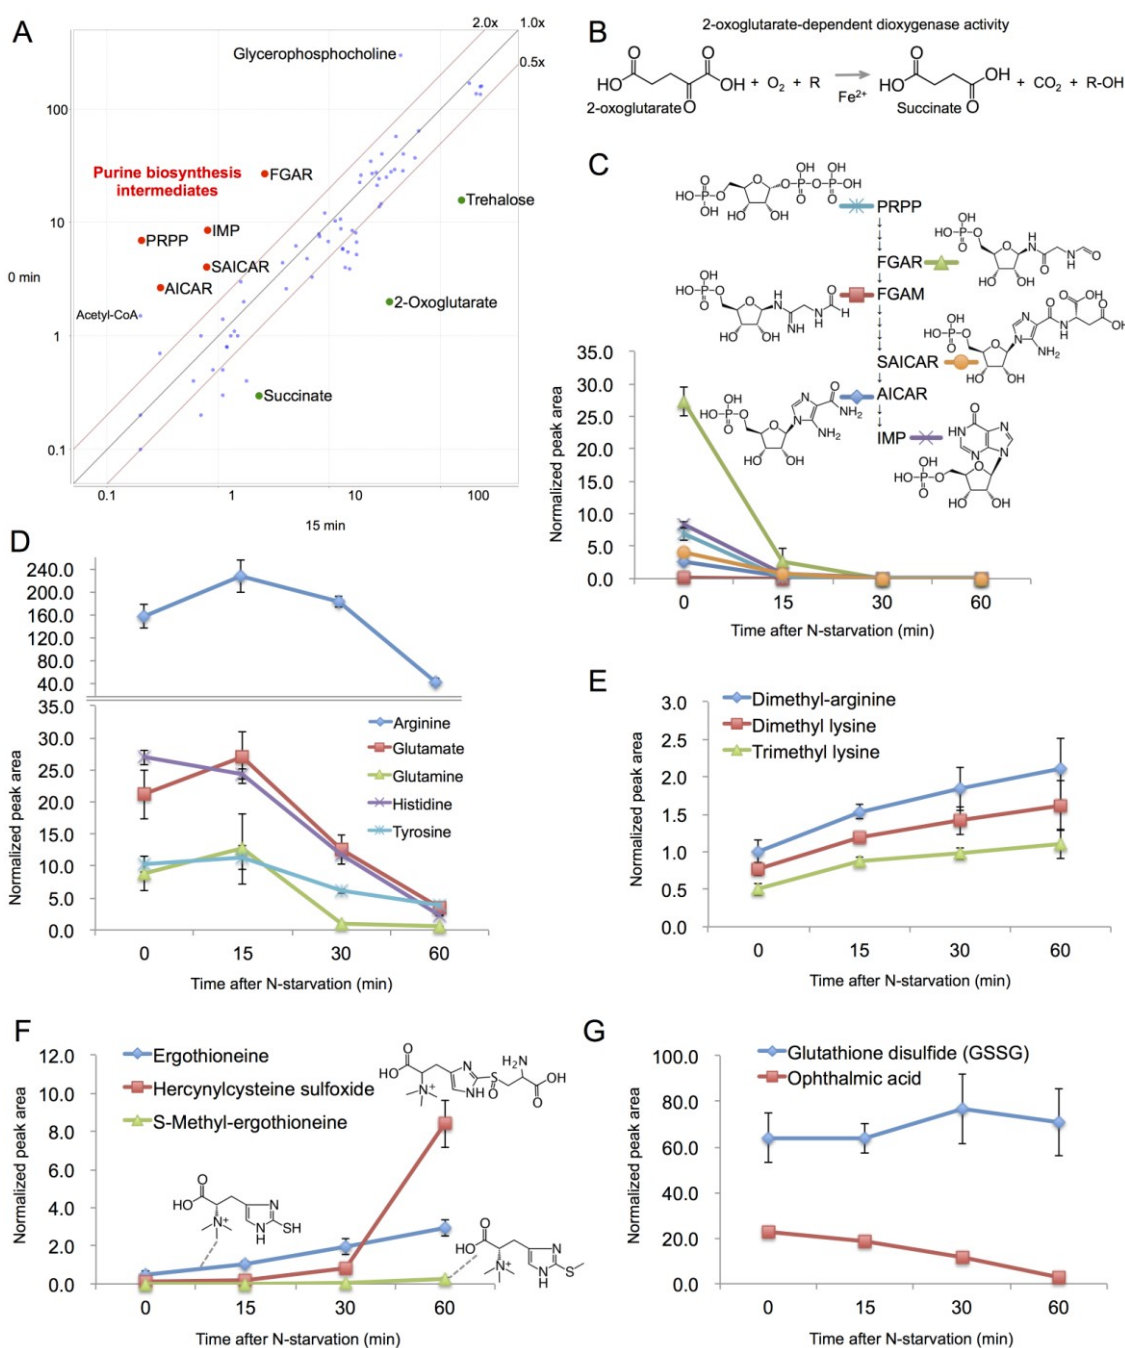 A
2.0x
1.0x
0.5x
Glycerophosphocholine
100
Purine biosynthesis
intermediates
FGAR
Trehalose
10
IMP
PRPP
0 min
SAICAR
AICAR
2-Oxoglutarate
Acetyl-CoA
1
Succinate
0.1
0.1
1
10
100
15 min
B
2-oxoglutarate-dependent dioxygenase activity
O
O
HO
OH + O2 + R
O
2-oxoglutarate
Fe2+
O
HO
OH + CO2 + R-OH
O
Succinate
C
PRPP
FGAR
FGAM
SAICAR
AICAR
IMP
35.0
30.0
25.0
20.0
15.0
10.0
5.0
0.0
Normalized peak area
0
15
30
60
Time after N-starvation (min)
D
240.0
200.0
160.0
120.0
80.0
40.0
35.0
30.0
25.0
20.0
15.0
10.0
5.0
0.0
Normalized peak area
Arginine
Glutamate
Glutamine
Histidine
Tyrosine
0
15
30
60
Time after N-starvation (min)
E
3.0
2.5
2.0
1.5
1.0
0.5
0.0
Normalized peak area
Dimethyl-arginine
Dimethyl lysine
Trimethyl lysine
0
15
30
60
Time after N-starvation (min)
F
12.0
10.0
8.0
6.0
4.0
2.0
0.0
Normalized peak area
Ergothioneine
Hercynylcysteine sulfoxide
S-Methyl-ergothioneine
0
15
30
60
Time after N-starvation (min)
G
100.0
80.0
60.0
40.0
20.0
0.0
Normalized peak area
Glutathione disulfide (GSSG)
Ophthalmic acid
0
15
30
60
Time after N-starvation (min)